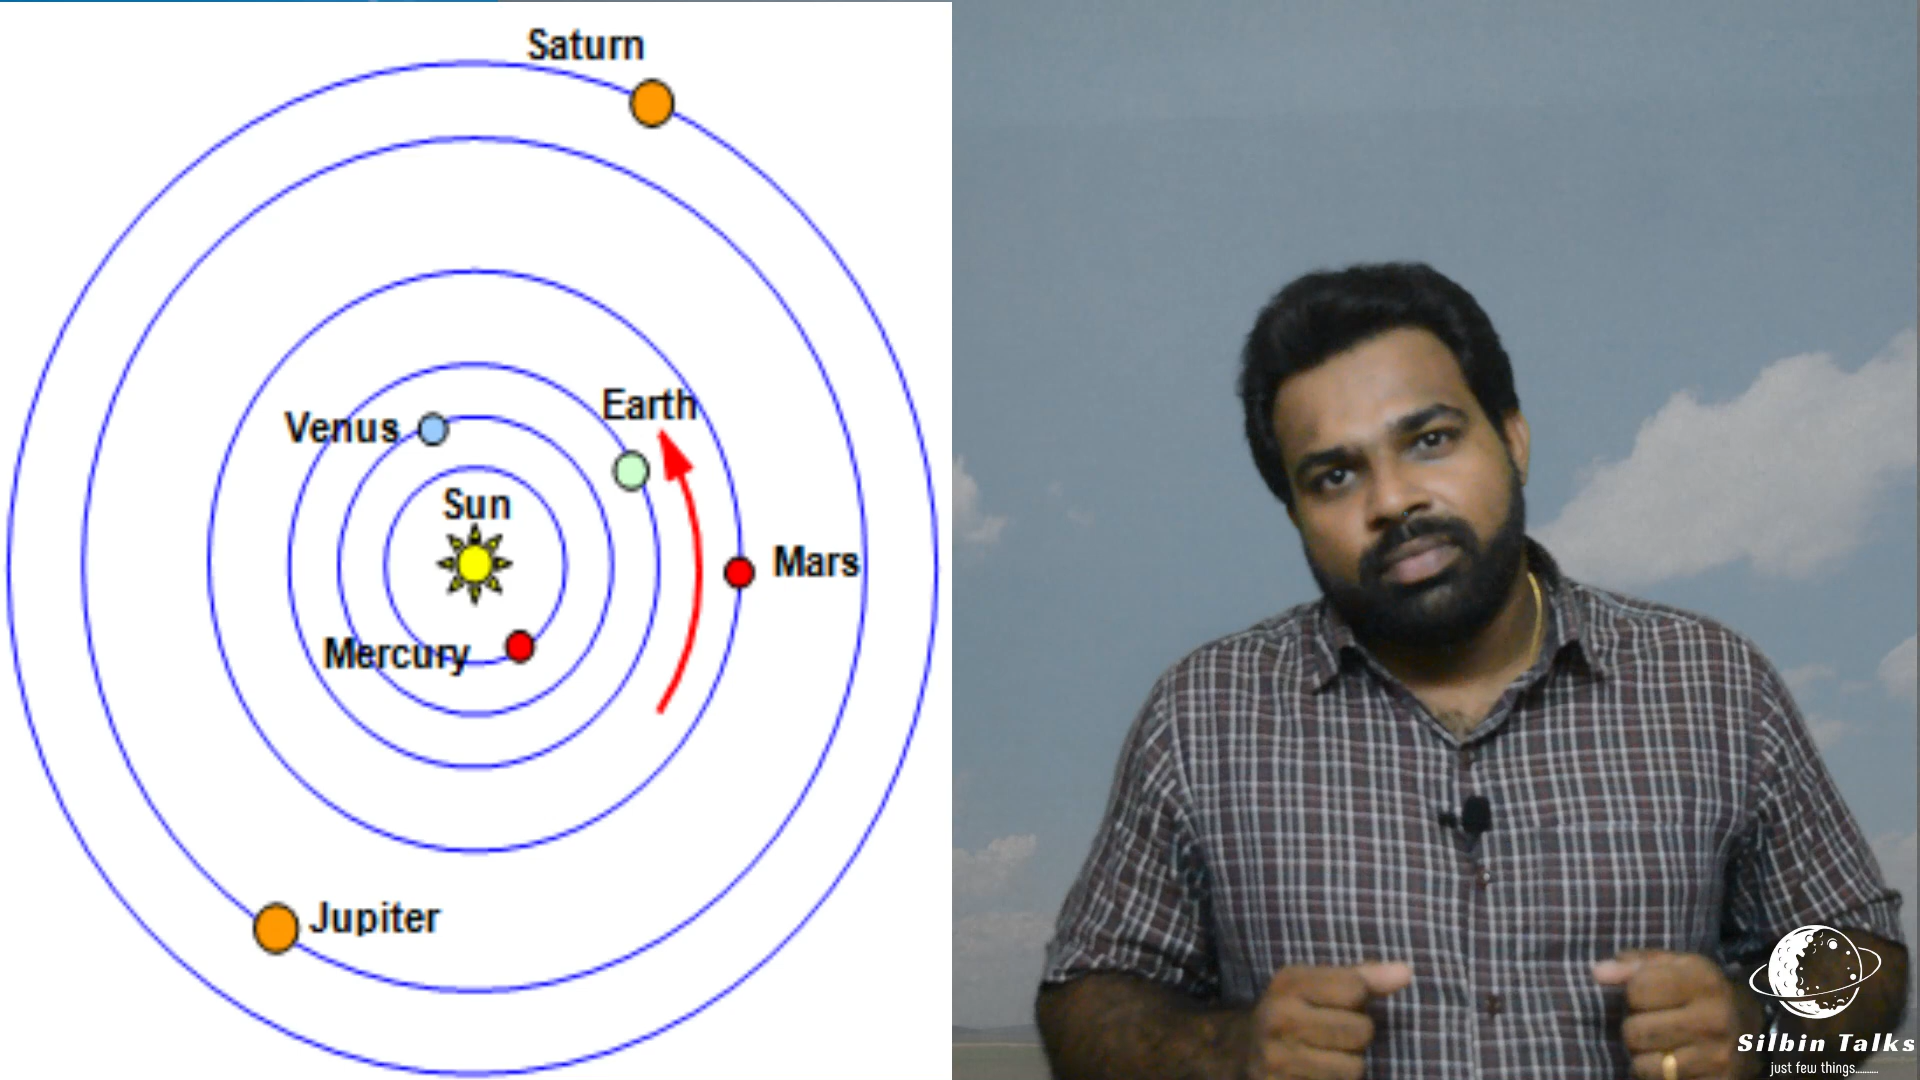 Saturn
Earth
Venus
Sun
Mars
Mercury
Jupiter
Silbin Talks
just few things..........